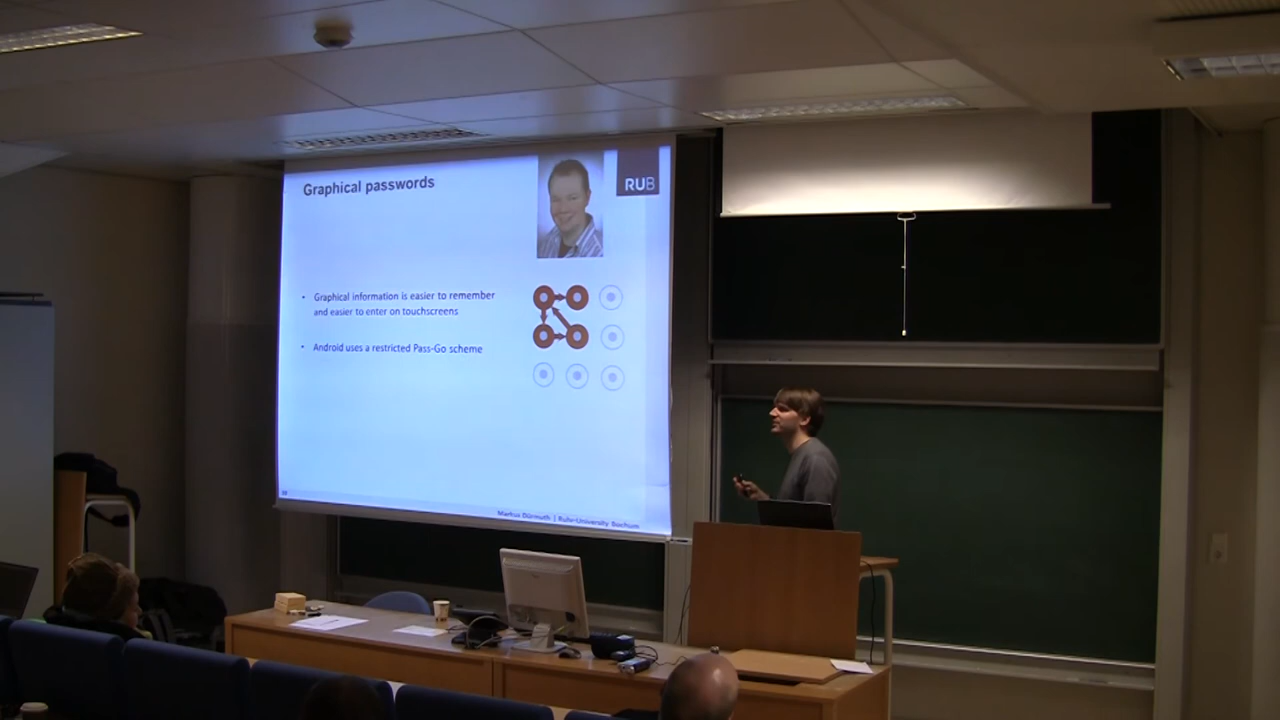 Graphical passwords
RUB
• Graphical information is easier to remember
and easier to enter on touchscreens
• Android uses a restricted Pass-Go scheme
Markus Dürmuth | Ruhr-University Bochum